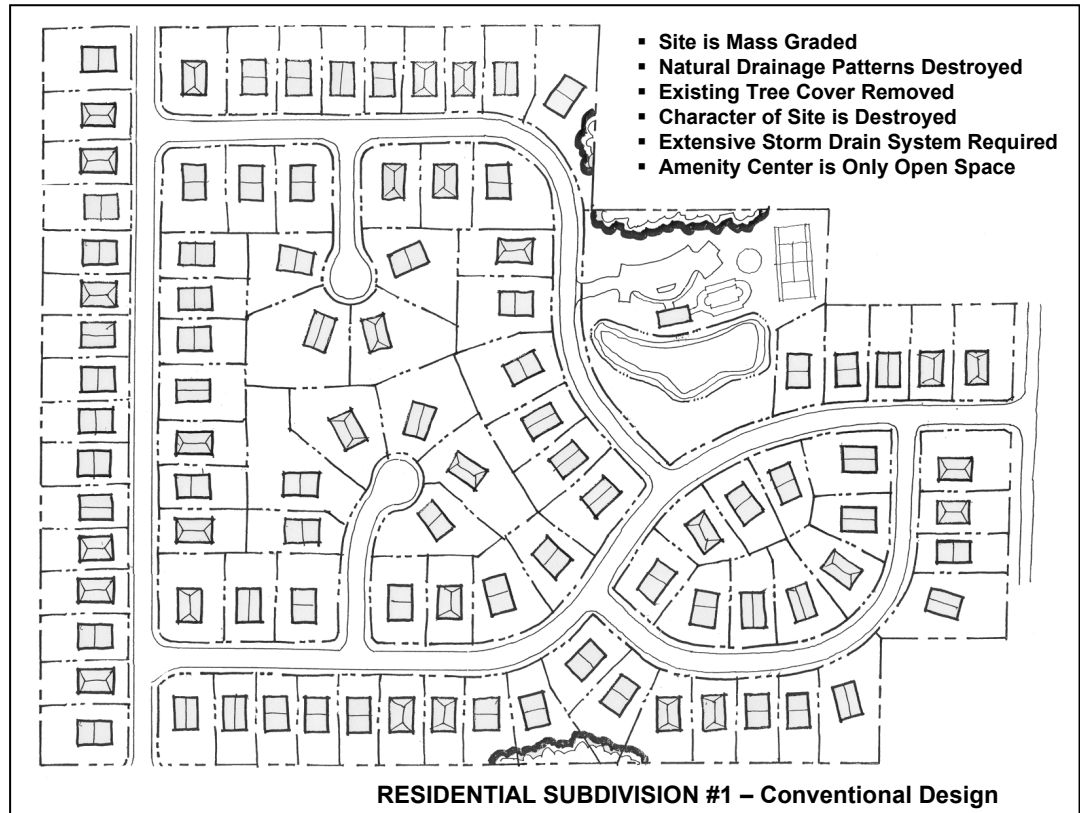 ▪ Site is Mass Graded
▪ Natural Drainage Patterns Destroyed
▪ Existing Tree Cover Removed
▪ Character of Site is Destroyed
▪ Extensive Storm Drain System Required
▪ Amenity Center is Only Open Space
RESIDENTIAL SUBDIVISION #1 – Conventional Design